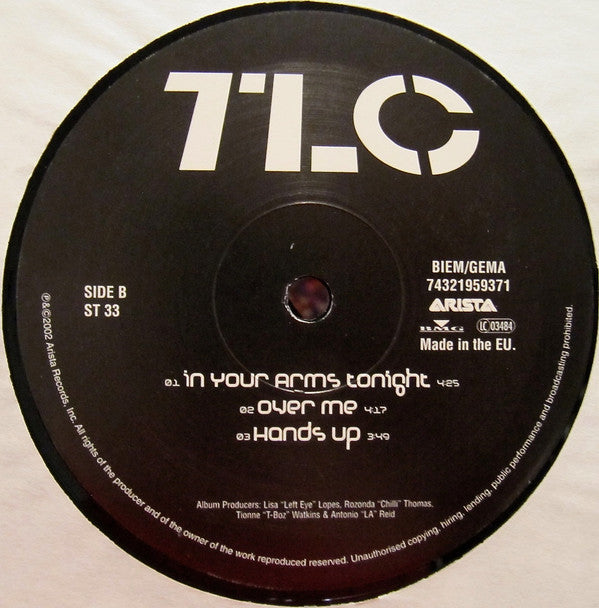 TLC
SIDE B
ST 33
BIEM/GEMA
74321959371
ARISTA
BMG LC 03484
Made in the EU.
01 in your arms tonight 4:25
02 over me 4:17
03 hands up 3:49
Album Producers: Lisa "Left Eye" Lopes, Rozonda "Chilli" Thomas,
Tionne "T-Boz" Watkins & Antonio "LA" Reid
℗&©2002 Arista Records, Inc. All rights of the producer and of the owner of the work reproduced reserved. Unauthorised copying, hiring, lending, public performance and broadcasting prohibited.